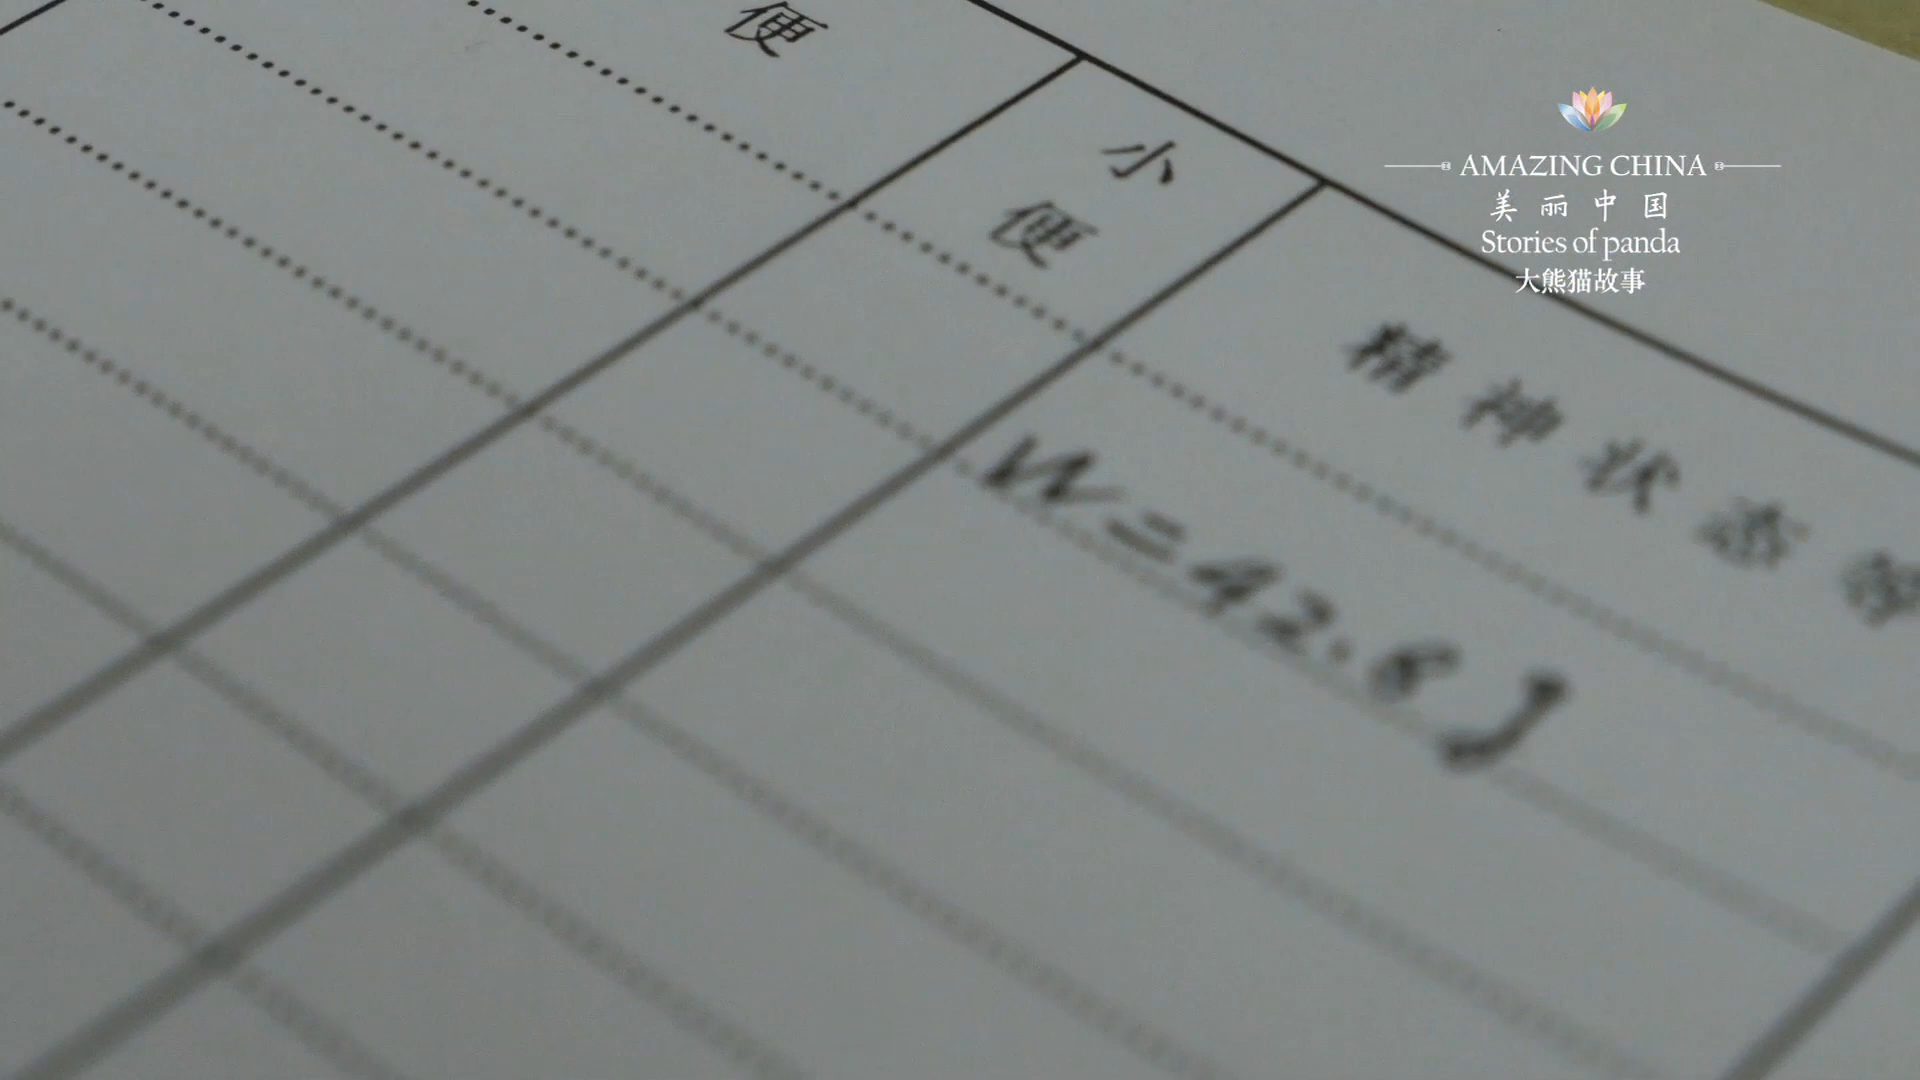 便
小便
精神状态等
W=42.6
AMAZING CHINA
美丽中国
Stories of panda
大熊猫故事